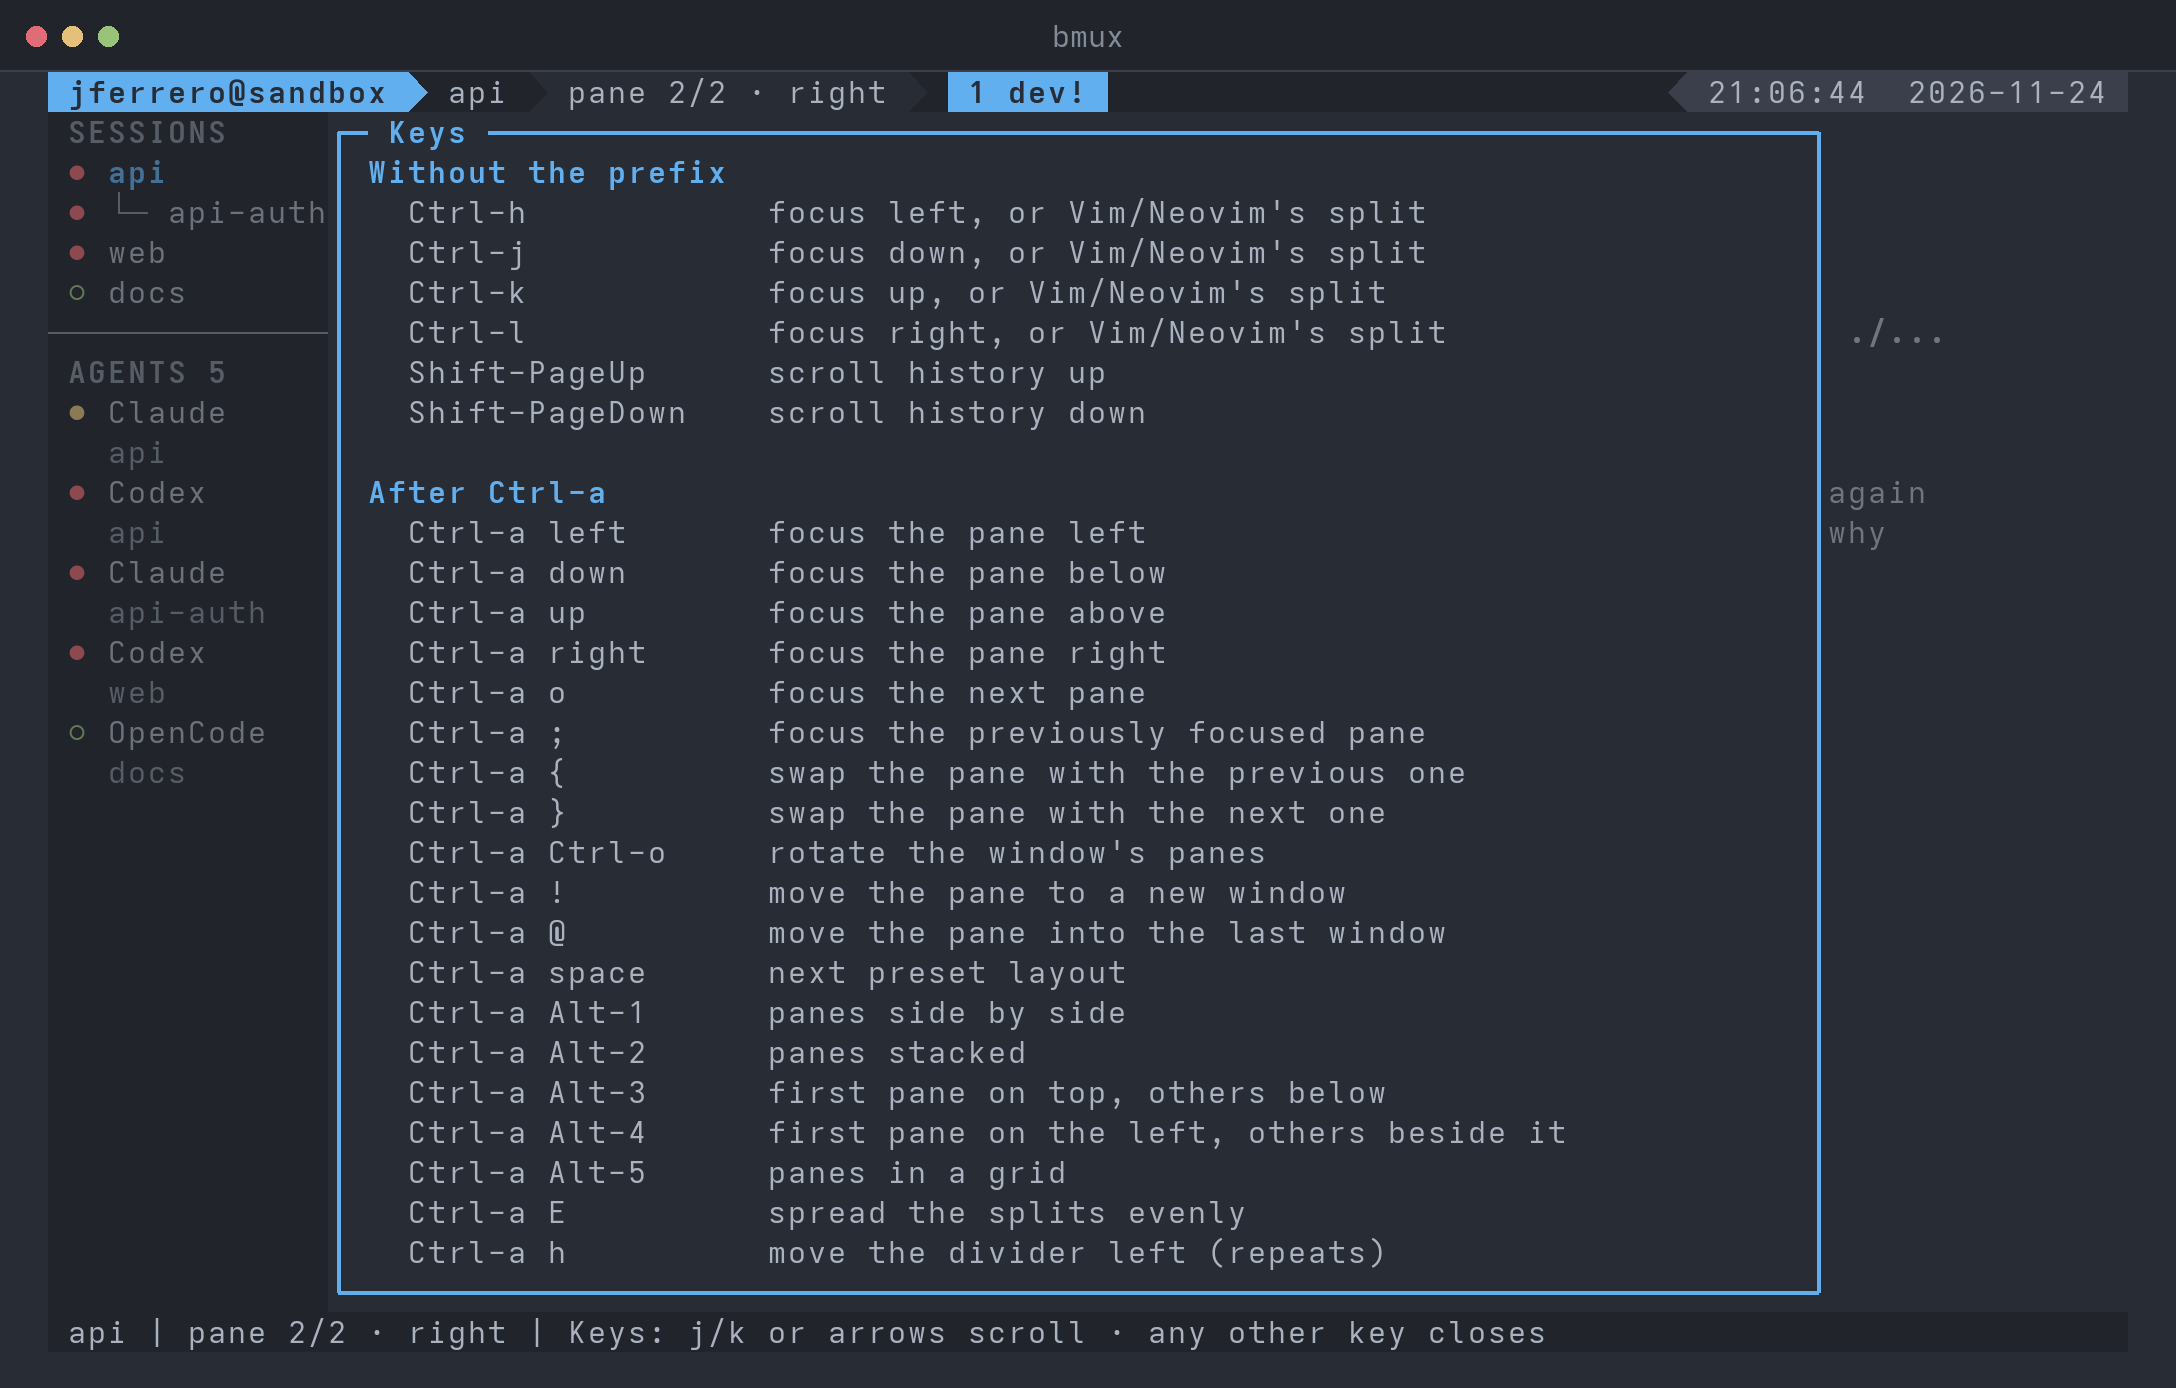 bmux
jferrero@sandbox api pane 2/2 · right 1 dev! 21:06:44 2026-11-24
SESSIONS
api
└─ api-auth
web
docs
AGENTS 5
Claude
api
Codex
api
Claude
api-auth
Codex
web
OpenCode
docs
Keys
Without the prefix
Ctrl-h focus left, or Vim/Neovim's split
Ctrl-j focus down, or Vim/Neovim's split
Ctrl-k focus up, or Vim/Neovim's split
Ctrl-l focus right, or Vim/Neovim's split
Shift-PageUp scroll history up
Shift-PageDown scroll history down
After Ctrl-a
Ctrl-a left focus the pane left
Ctrl-a down focus the pane below
Ctrl-a up focus the pane above
Ctrl-a right focus the pane right
Ctrl-a o focus the next pane
Ctrl-a ; focus the previously focused pane
Ctrl-a { swap the pane with the previous one
Ctrl-a } swap the pane with the next one
Ctrl-a Ctrl-o rotate the window's panes
Ctrl-a ! move the pane to a new window
Ctrl-a @ move the pane into the last window
Ctrl-a space next preset layout
Ctrl-a Alt-1 panes side by side
Ctrl-a Alt-2 panes stacked
Ctrl-a Alt-3 first pane on top, others below
Ctrl-a Alt-4 first pane on the left, others beside it
Ctrl-a Alt-5 panes in a grid
Ctrl-a E spread the splits evenly
Ctrl-a h move the divider left (repeats)
./...
again
why
api | pane 2/2 · right | Keys: j/k or arrows scroll · any other key closes